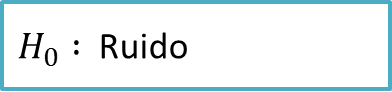 H₀ : Ruido